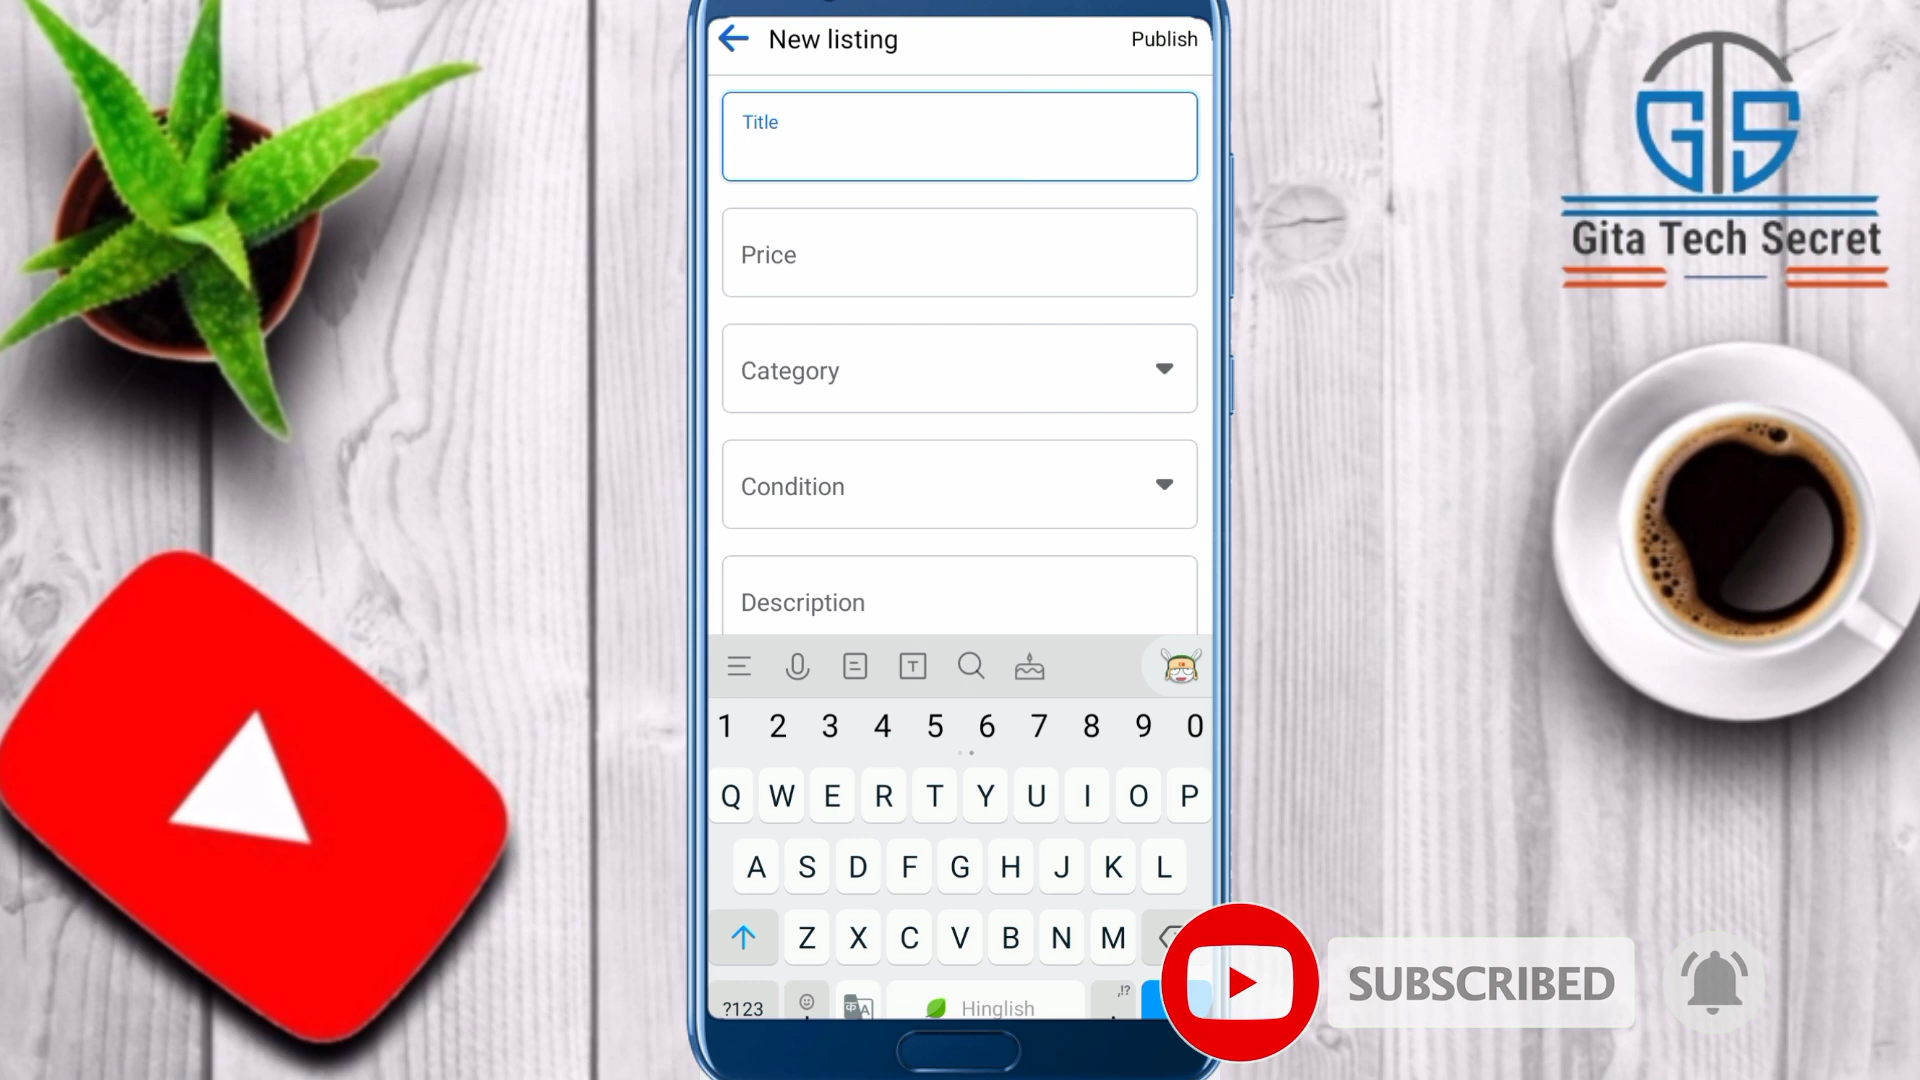 New listing
Publish
Title
Price
Category
Condition
Description
T
1 2 3 4 5 6 7 8 9 0
Q W E R T Y U I O P
A S D F G H J K L
Z X C V B N M
,!?
?123
Hinglish
.
GTS
Gita Tech Secret
SUBSCRIBED